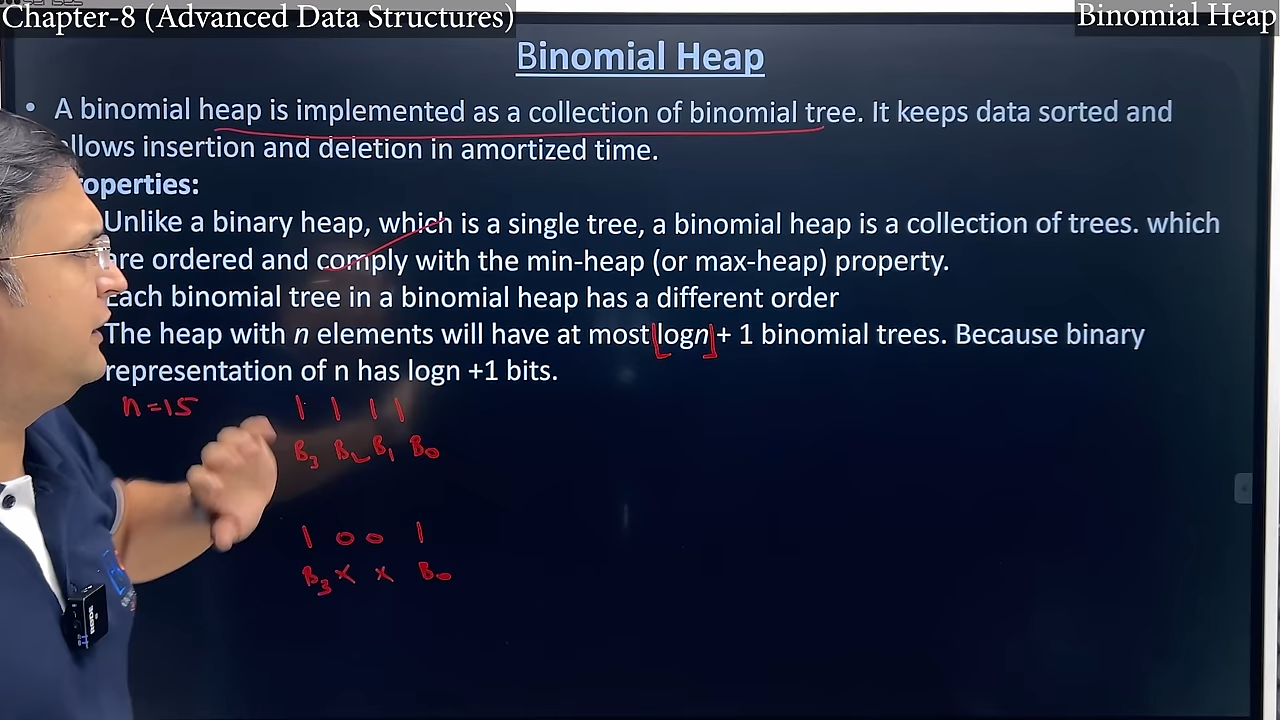 Chapter-8 (Advanced Data Structures)
Binomial Heap
Binomial Heap
• A binomial heap is implemented as a collection of binomial tree. It keeps data sorted and
llows insertion and deletion in amortized time.
roperties:
Unlike a binary heap, which is a single tree, a binomial heap is a collection of trees. which
are ordered and comply with the min-heap (or max-heap) property.
Each binomial tree in a binomial heap has a different order
The heap with n elements will have at most ⌊logn⌋ + 1 binomial trees. Because binary
representation of n has logn +1 bits.
n=15 1 1 1 1
B3 B2 B1 B0
1 0 0 1
B3 x x B0